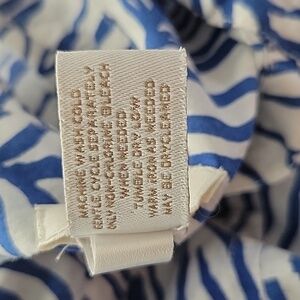 MACHINE WASH COLD
GENTLE CYCLE SEPARATELY
ONLY NON-CHLORINE BLEACH
WHEN NEEDED
TUMBLE DRY LOW
WARM IRON AS NEEDED
MAY BE DRYCLEANED